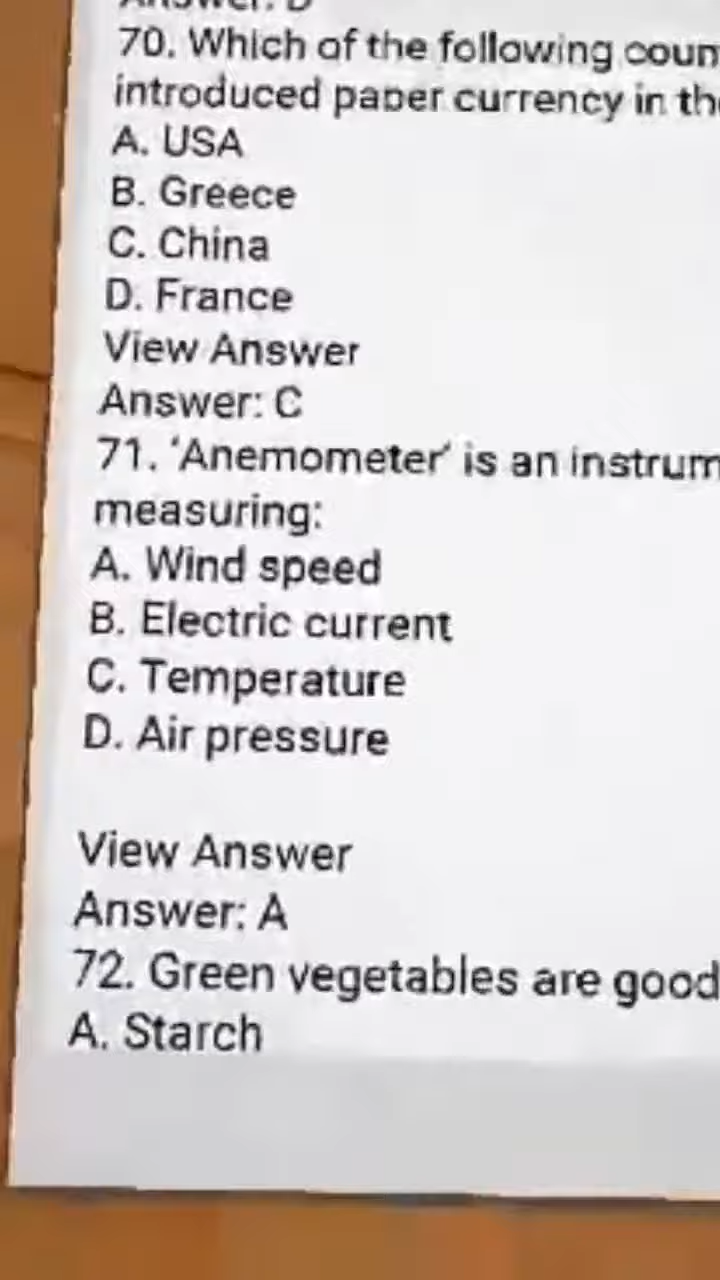 Answer: D
70. Which of the following coun
introduced paper currency in the
A. USA
B. Greece
C. China
D. France
View Answer
Answer: C
71. ‘Anemometer’ is an instrum
measuring:
A. Wind speed
B. Electric current
C. Temperature
D. Air pressure
View Answer
Answer: A
72. Green vegetables are good
A. Starch